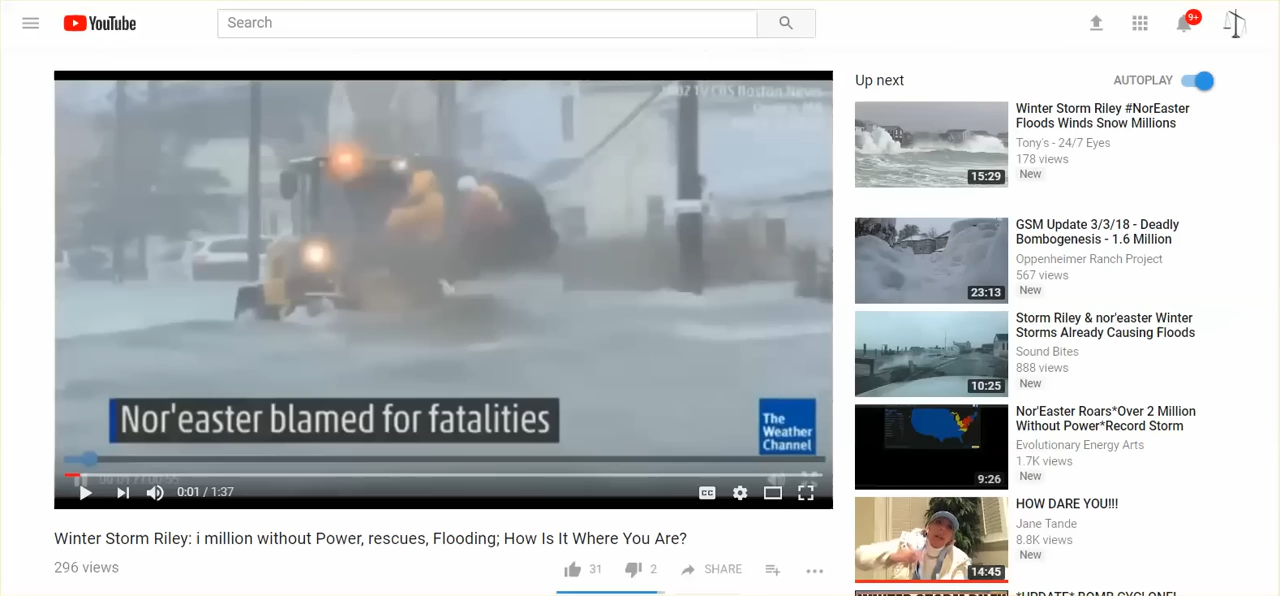 YouTube
Search
9+
WBZ TV CBS Boston News
Nor'easter blamed for fatalities
The
Weather
Channel
0:01 / 1:37
CC
Winter Storm Riley: i million without Power, rescues, Flooding; How Is It Where You Are?
296 views
31
2
SHARE
Up next
AUTOPLAY
15:29
Winter Storm Riley #NorEaster
Floods Winds Snow Millions
Tony's - 24/7 Eyes
178 views
New
23:13
GSM Update 3/3/18 - Deadly
Bombogenesis - 1.6 Million
Oppenheimer Ranch Project
567 views
New
10:25
Storm Riley & nor'easter Winter
Storms Already Causing Floods
Sound Bites
888 views
New
9:26
Nor'Easter Roars*Over 2 Million
Without Power*Record Storm
Evolutionary Energy Arts
1.7K views
New
14:45
HOW DARE YOU!!!
Jane Tande
8.8K views
New